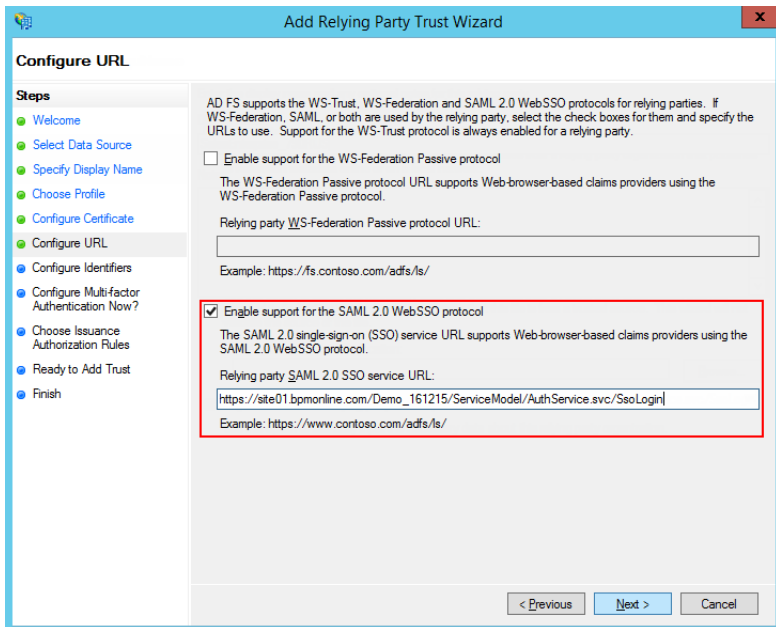 Add Relying Party Trust Wizard
x
Configure URL
Steps
Welcome
Select Data Source
Specify Display Name
Choose Profile
Configure Certificate
Configure URL
Configure Identifiers
Configure Multi-factor
Authentication Now?
Choose Issuance
Authorization Rules
Ready to Add Trust
Finish
AD FS supports the WS-Trust, WS-Federation and SAML 2.0 WebSSO protocols for relying parties. If
WS-Federation, SAML, or both are used by the relying party, select the check boxes for them and specify the
URLs to use. Support for the WS-Trust protocol is always enabled for a relying party.
Enable support for the WS-Federation Passive protocol
The WS-Federation Passive protocol URL supports Web-browser-based claims providers using the
WS-Federation Passive protocol.
Relying party WS-Federation Passive protocol URL:
Example: https://fs.contoso.com/adfs/ls/
Enable support for the SAML 2.0 WebSSO protocol
The SAML 2.0 single-sign-on (SSO) service URL supports Web-browser-based claims providers using the
SAML 2.0 WebSSO protocol.
Relying party SAML 2.0 SSO service URL:
https://site01.bpmonline.com/Demo_161215/ServiceModel/AuthService.svc/SsoLogin
Example: https://www.contoso.com/adfs/ls/
< Previous
Next >
Cancel